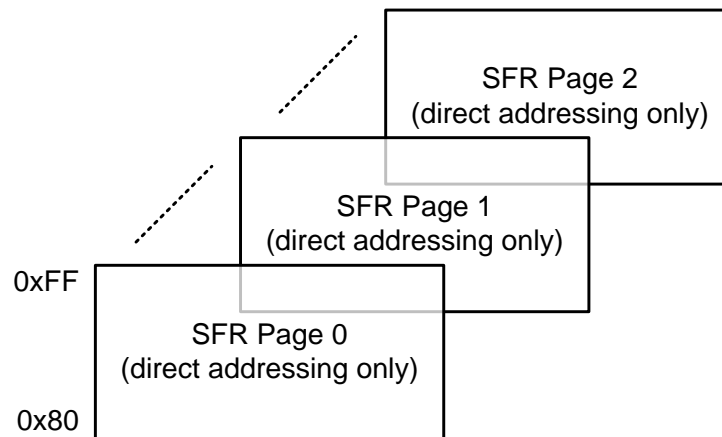 SFR Page 2
(direct addressing only)
SFR Page 1
(direct addressing only)
0xFF
SFR Page 0
(direct addressing only)
0x80